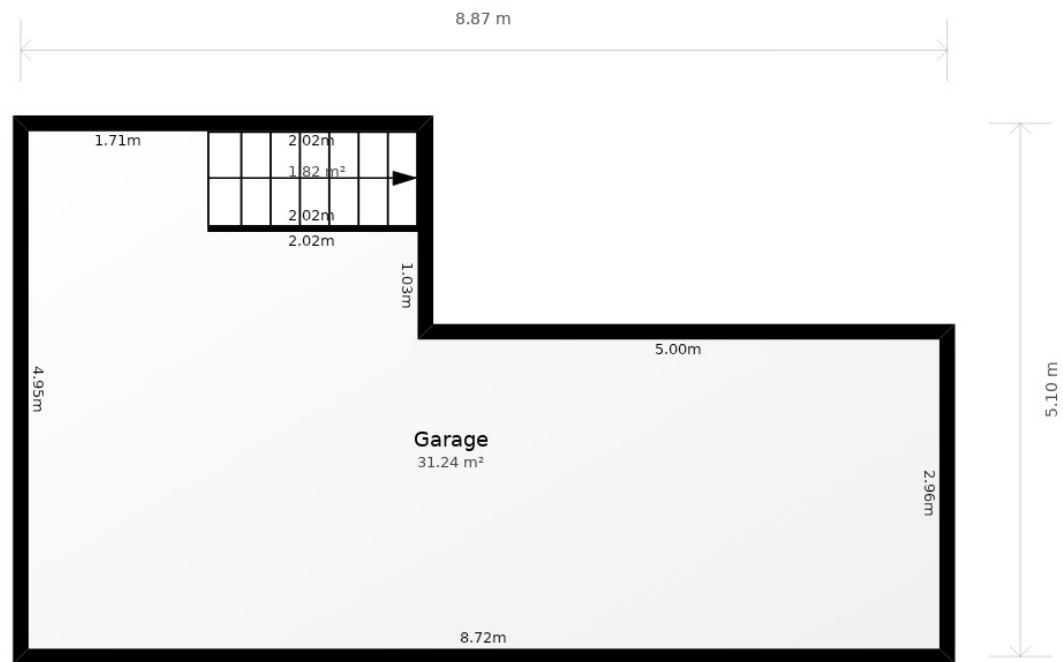 8.87 m
1.71m
2.02m
1.82 m²
2.02m
2.02m
1.03m
5.00m
4.95m
5.10 m
Garage
31.24 m²
2.96m
8.72m